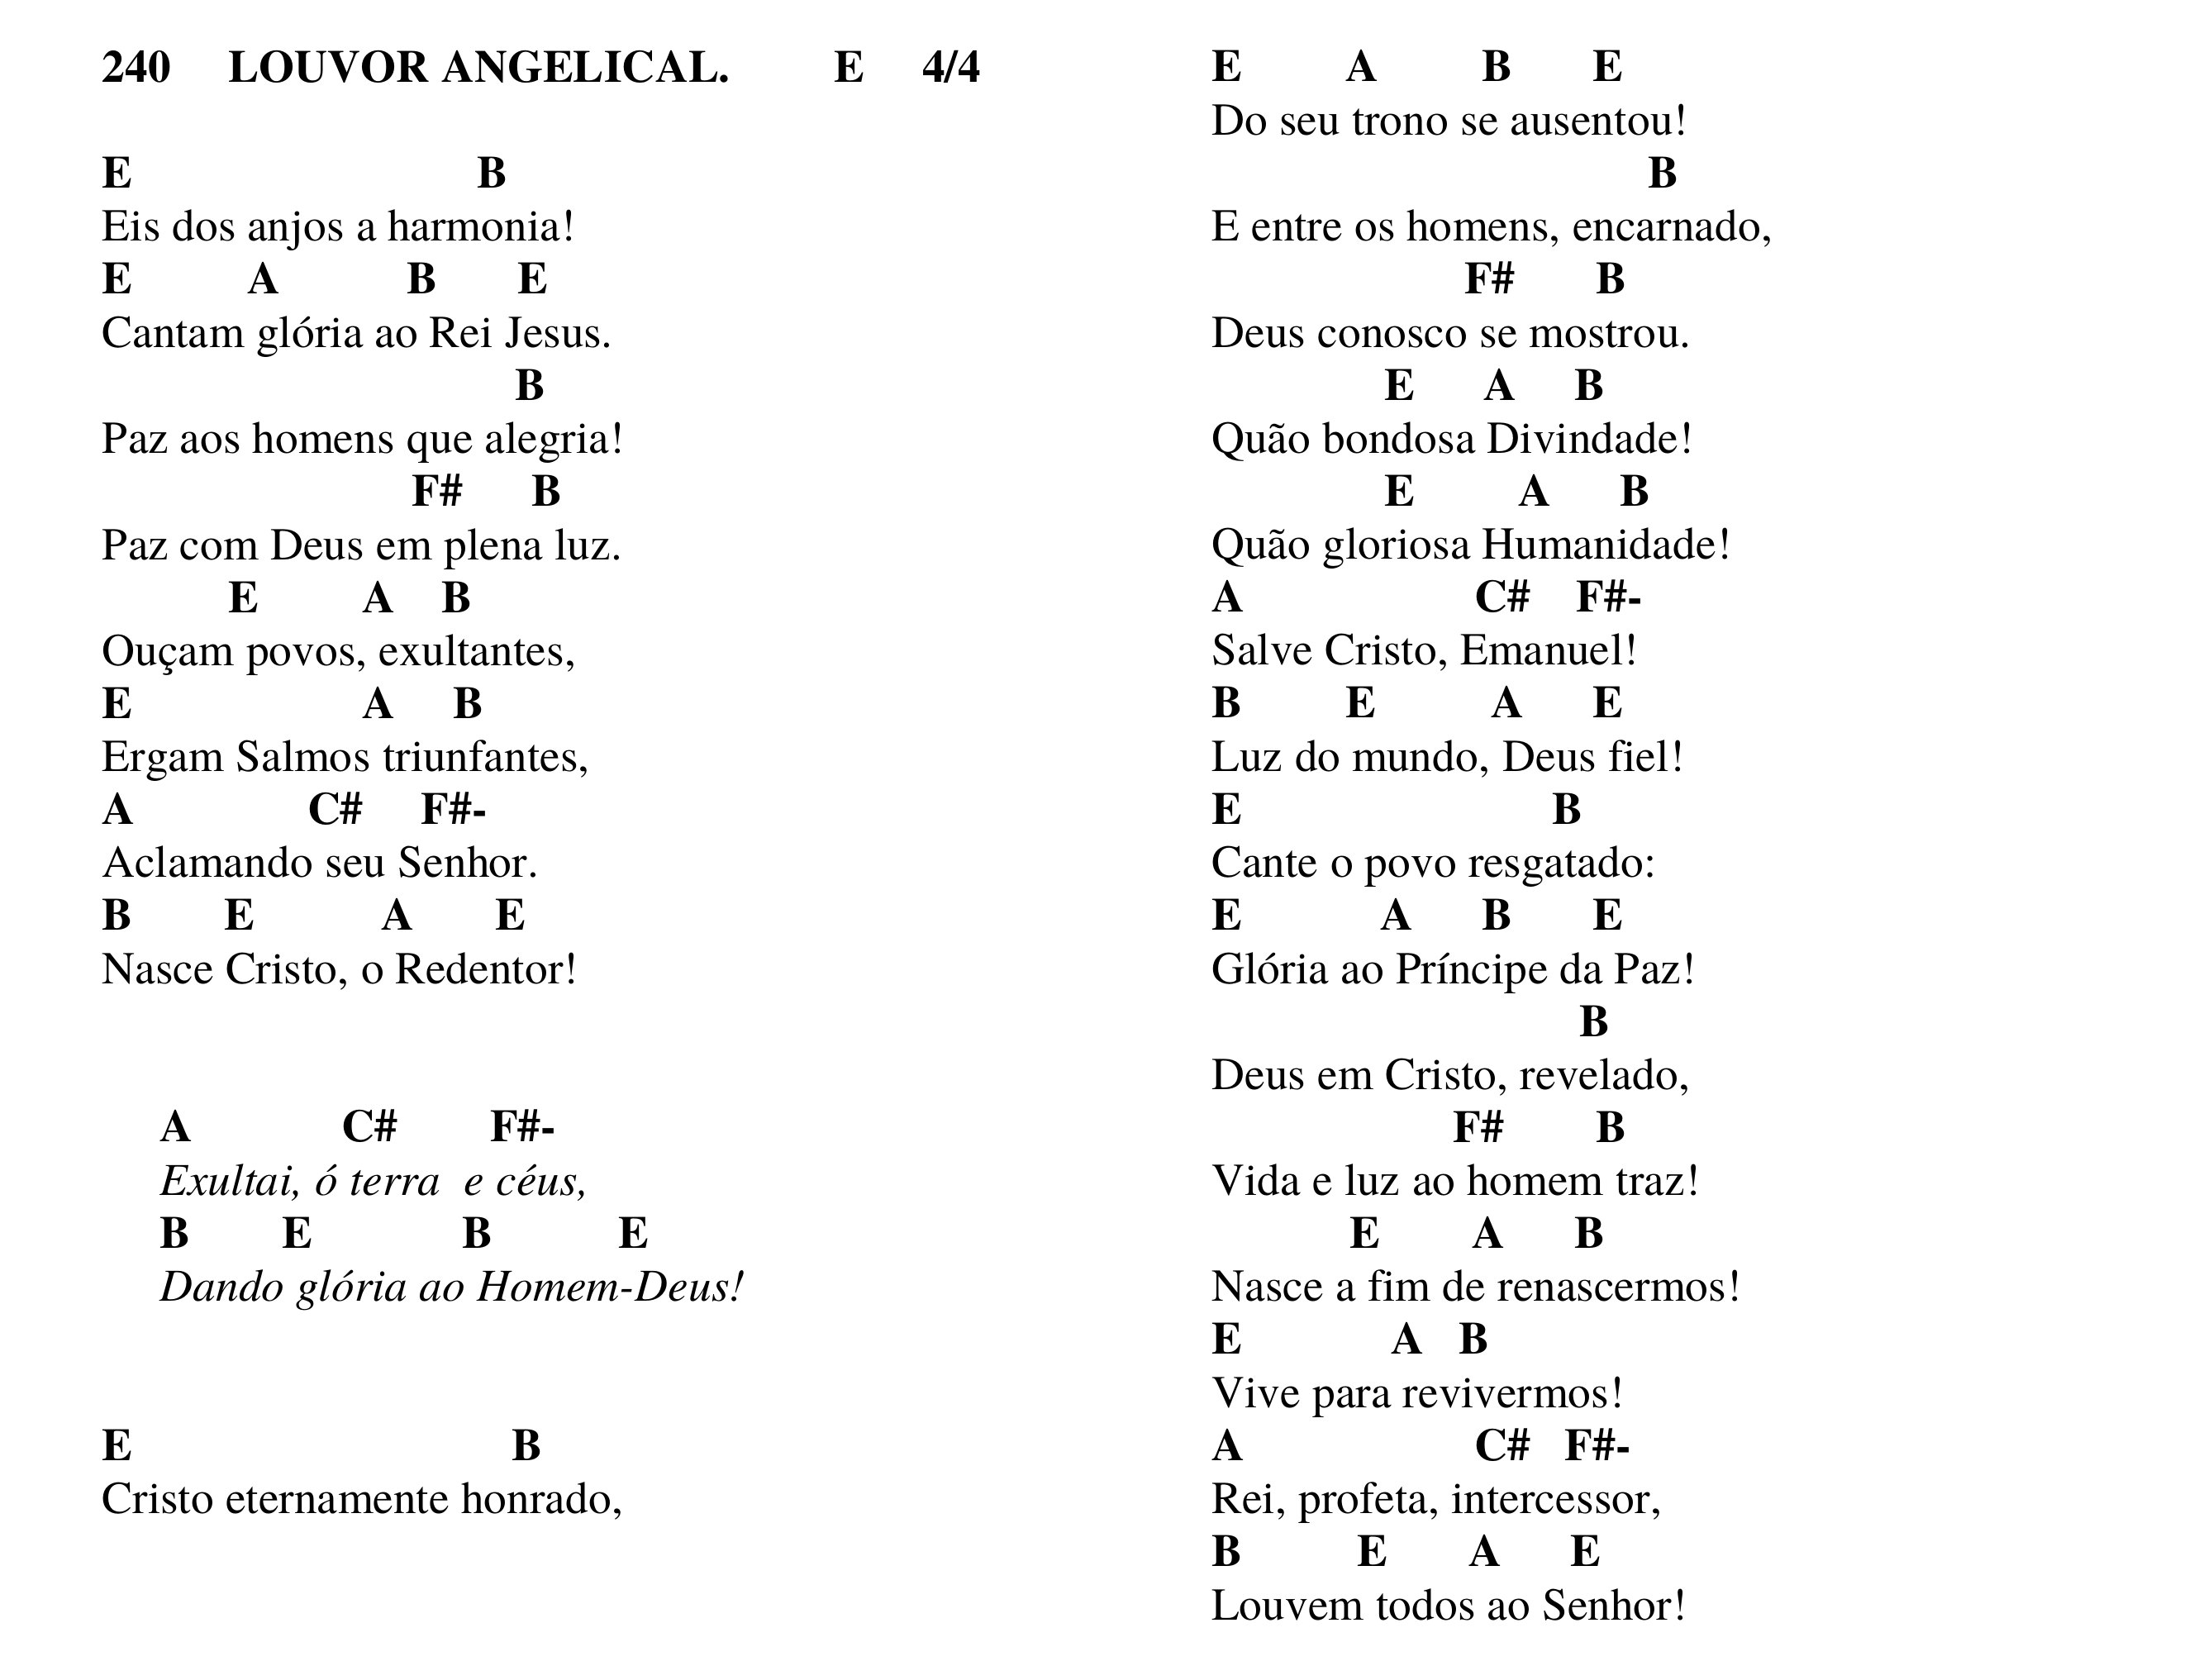 240 LOUVOR ANGELICAL. E 4/4
E B
Eis dos anjos a harmonia!
E A B E
Cantam glória ao Rei Jesus.
B
Paz aos homens que alegria!
F# B
Paz com Deus em plena luz.
E A B
Ouçam povos, exultantes,
E A B
Ergam Salmos triunfantes,
A C# F#-
Aclamando seu Senhor.
B E A E
Nasce Cristo, o Redentor!
A C# F#-
Exultai, ó terra e céus,
B E B E
Dando glória ao Homem-Deus!
E B
Cristo eternamente honrado,
E A B E
Do seu trono se ausentou!
B
E entre os homens, encarnado,
F# B
Deus conosco se mostrou.
E A B
Quão bondosa Divindade!
E A B
Quão gloriosa Humanidade!
A C# F#-
Salve Cristo, Emanuel!
B E A E
Luz do mundo, Deus fiel!
E B
Cante o povo resgatado:
E A B E
Glória ao Príncipe da Paz!
B
Deus em Cristo, revelado,
F# B
Vida e luz ao homem traz!
E A B
Nasce a fim de renascermos!
E A B
Vive para revivermos!
A C# F#-
Rei, profeta, intercessor,
B E A E
Louvem todos ao Senhor!